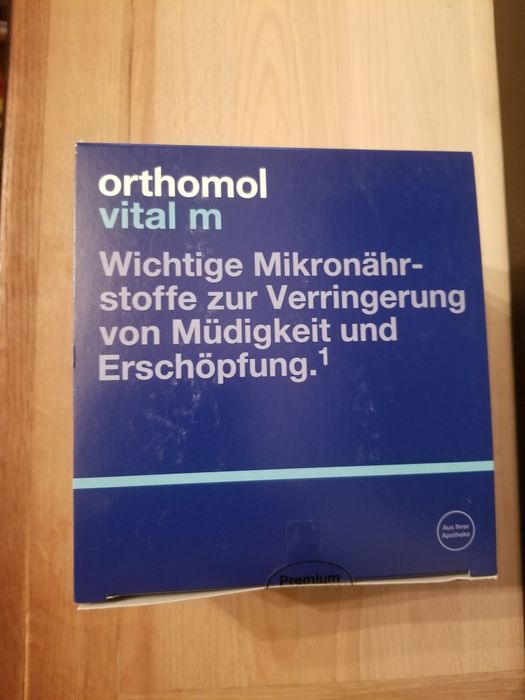 orthomol
vital m
Wichtige Mikronähr-
stoffe zur Verringerung
von Müdigkeit und
Erschöpfung.¹
Aus Ihrer
Apotheke
Premium